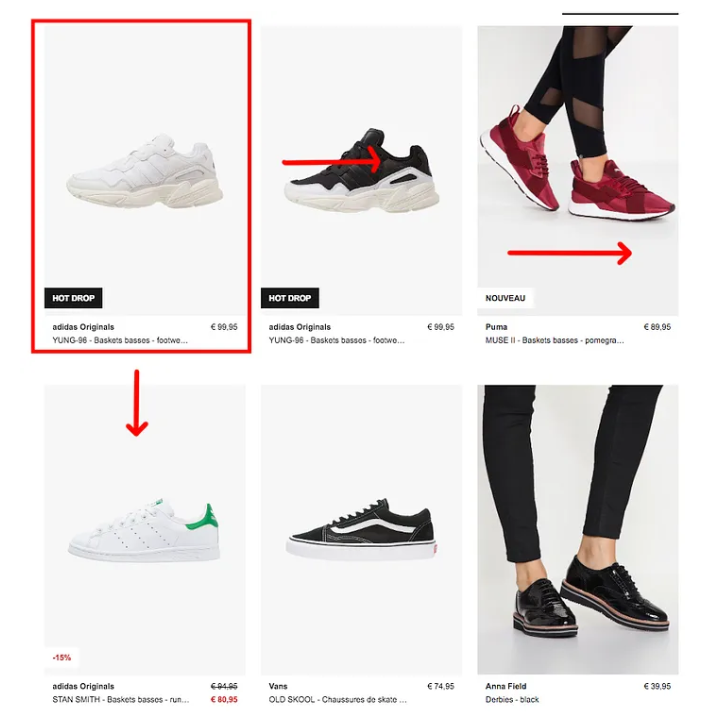 HOT DROP
HOT DROP
NOUVEAU
adidas Originals € 99,95
YUNG-96 - Baskets basses - footwe...
adidas Originals € 99,95
YUNG-96 - Baskets basses - footwe...
Puma € 89,95
MUSE II - Baskets basses - pomegra...
-15%
adidas Originals € 94,95
STAN SMITH - Baskets basses - run... € 80,95
Vans € 74,95
OLD SKOOL - Chaussures de skate ...
Anna Field € 39,95
Derbies - black